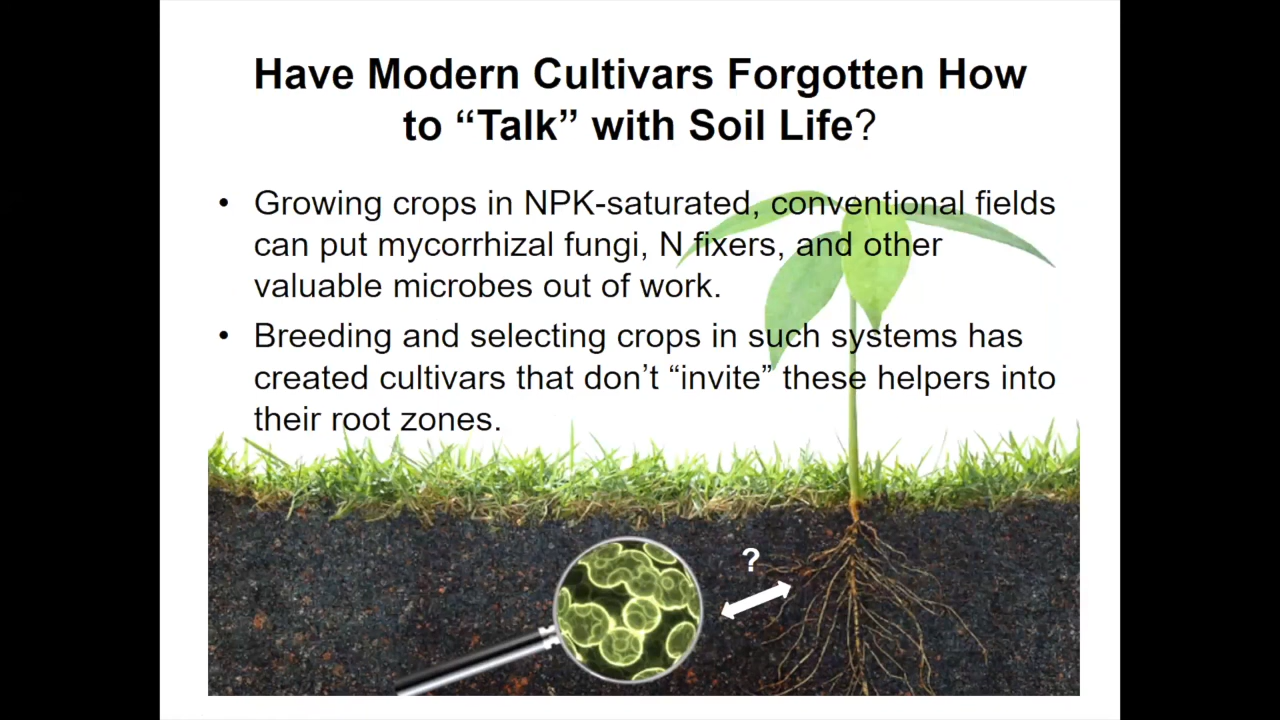 Have Modern Cultivars Forgotten How
to “Talk” with Soil Life?
• Growing crops in NPK-saturated, conventional fields
can put mycorrhizal fungi, N fixers, and other
valuable microbes out of work.
• Breeding and selecting crops in such systems has
created cultivars that don’t “invite” these helpers into
their root zones.
?